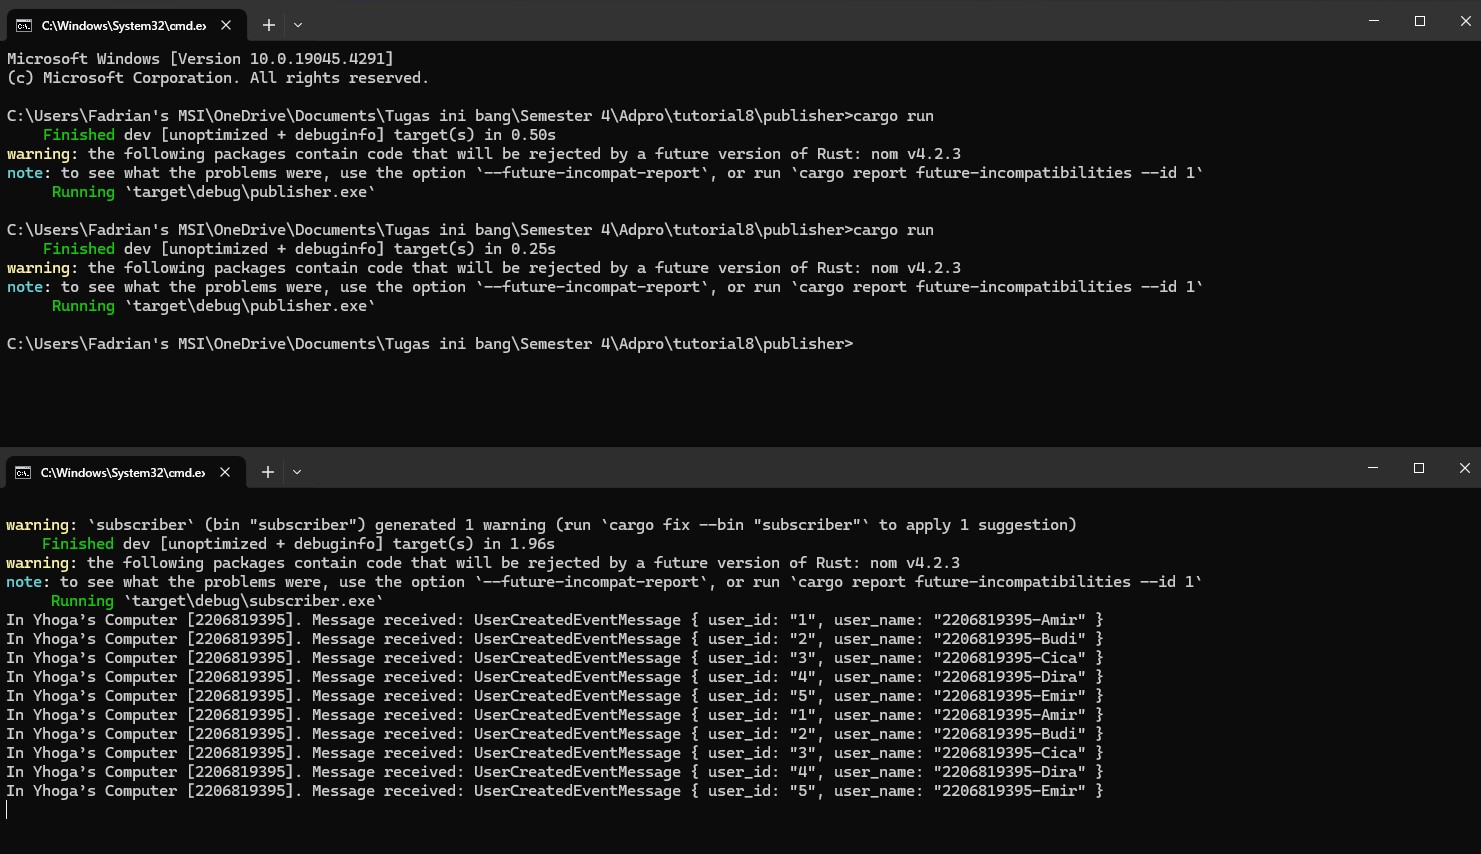 C:\Windows\System32\cmd.e
Microsoft Windows [Version 10.0.19045.4291]
(c) Microsoft Corporation. All rights reserved.
C:\Users\Fadrian's MSI\OneDrive\Documents\Tugas ini bang\Semester 4\Adpro\tutorial8\publisher>cargo run
Finished dev [unoptimized + debuginfo] target(s) in 0.50s
warning: the following packages contain code that will be rejected by a future version of Rust: nom v4.2.3
note: to see what the problems were, use the option `--future-incompat-report`, or run `cargo report future-incompatibilities --id 1`
Running `target\debug\publisher.exe`
C:\Users\Fadrian's MSI\OneDrive\Documents\Tugas ini bang\Semester 4\Adpro\tutorial8\publisher>cargo run
Finished dev [unoptimized + debuginfo] target(s) in 0.25s
warning: the following packages contain code that will be rejected by a future version of Rust: nom v4.2.3
note: to see what the problems were, use the option `--future-incompat-report`, or run `cargo report future-incompatibilities --id 1`
Running `target\debug\publisher.exe`
C:\Users\Fadrian's MSI\OneDrive\Documents\Tugas ini bang\Semester 4\Adpro\tutorial8\publisher>
C:\Windows\System32\cmd.e
warning: `subscriber` (bin "subscriber") generated 1 warning (run `cargo fix --bin "subscriber"` to apply 1 suggestion)
Finished dev [unoptimized + debuginfo] target(s) in 1.96s
warning: the following packages contain code that will be rejected by a future version of Rust: nom v4.2.3
note: to see what the problems were, use the option `--future-incompat-report`, or run `cargo report future-incompatibilities --id 1`
Running `target\debug\subscriber.exe`
In Yhoga’s Computer [2206819395]. Message received: UserCreatedEventMessage { user_id: "1", user_name: "2206819395-Amir" }
In Yhoga’s Computer [2206819395]. Message received: UserCreatedEventMessage { user_id: "2", user_name: "2206819395-Budi" }
In Yhoga’s Computer [2206819395]. Message received: UserCreatedEventMessage { user_id: "3", user_name: "2206819395-Cica" }
In Yhoga’s Computer [2206819395]. Message received: UserCreatedEventMessage { user_id: "4", user_name: "2206819395-Dira" }
In Yhoga’s Computer [2206819395]. Message received: UserCreatedEventMessage { user_id: "5", user_name: "2206819395-Emir" }
In Yhoga’s Computer [2206819395]. Message received: UserCreatedEventMessage { user_id: "1", user_name: "2206819395-Amir" }
In Yhoga’s Computer [2206819395]. Message received: UserCreatedEventMessage { user_id: "2", user_name: "2206819395-Budi" }
In Yhoga’s Computer [2206819395]. Message received: UserCreatedEventMessage { user_id: "3", user_name: "2206819395-Cica" }
In Yhoga’s Computer [2206819395]. Message received: UserCreatedEventMessage { user_id: "4", user_name: "2206819395-Dira" }
In Yhoga’s Computer [2206819395]. Message received: UserCreatedEventMessage { user_id: "5", user_name: "2206819395-Emir" }